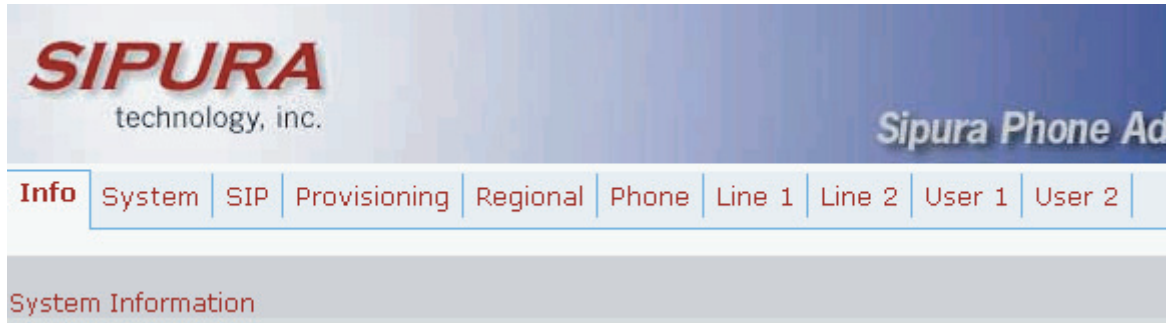 SIPURA
technology, inc.
Sipura Phone Ad
Info System SIP Provisioning Regional Phone Line 1 Line 2 User 1 User 2
System Information